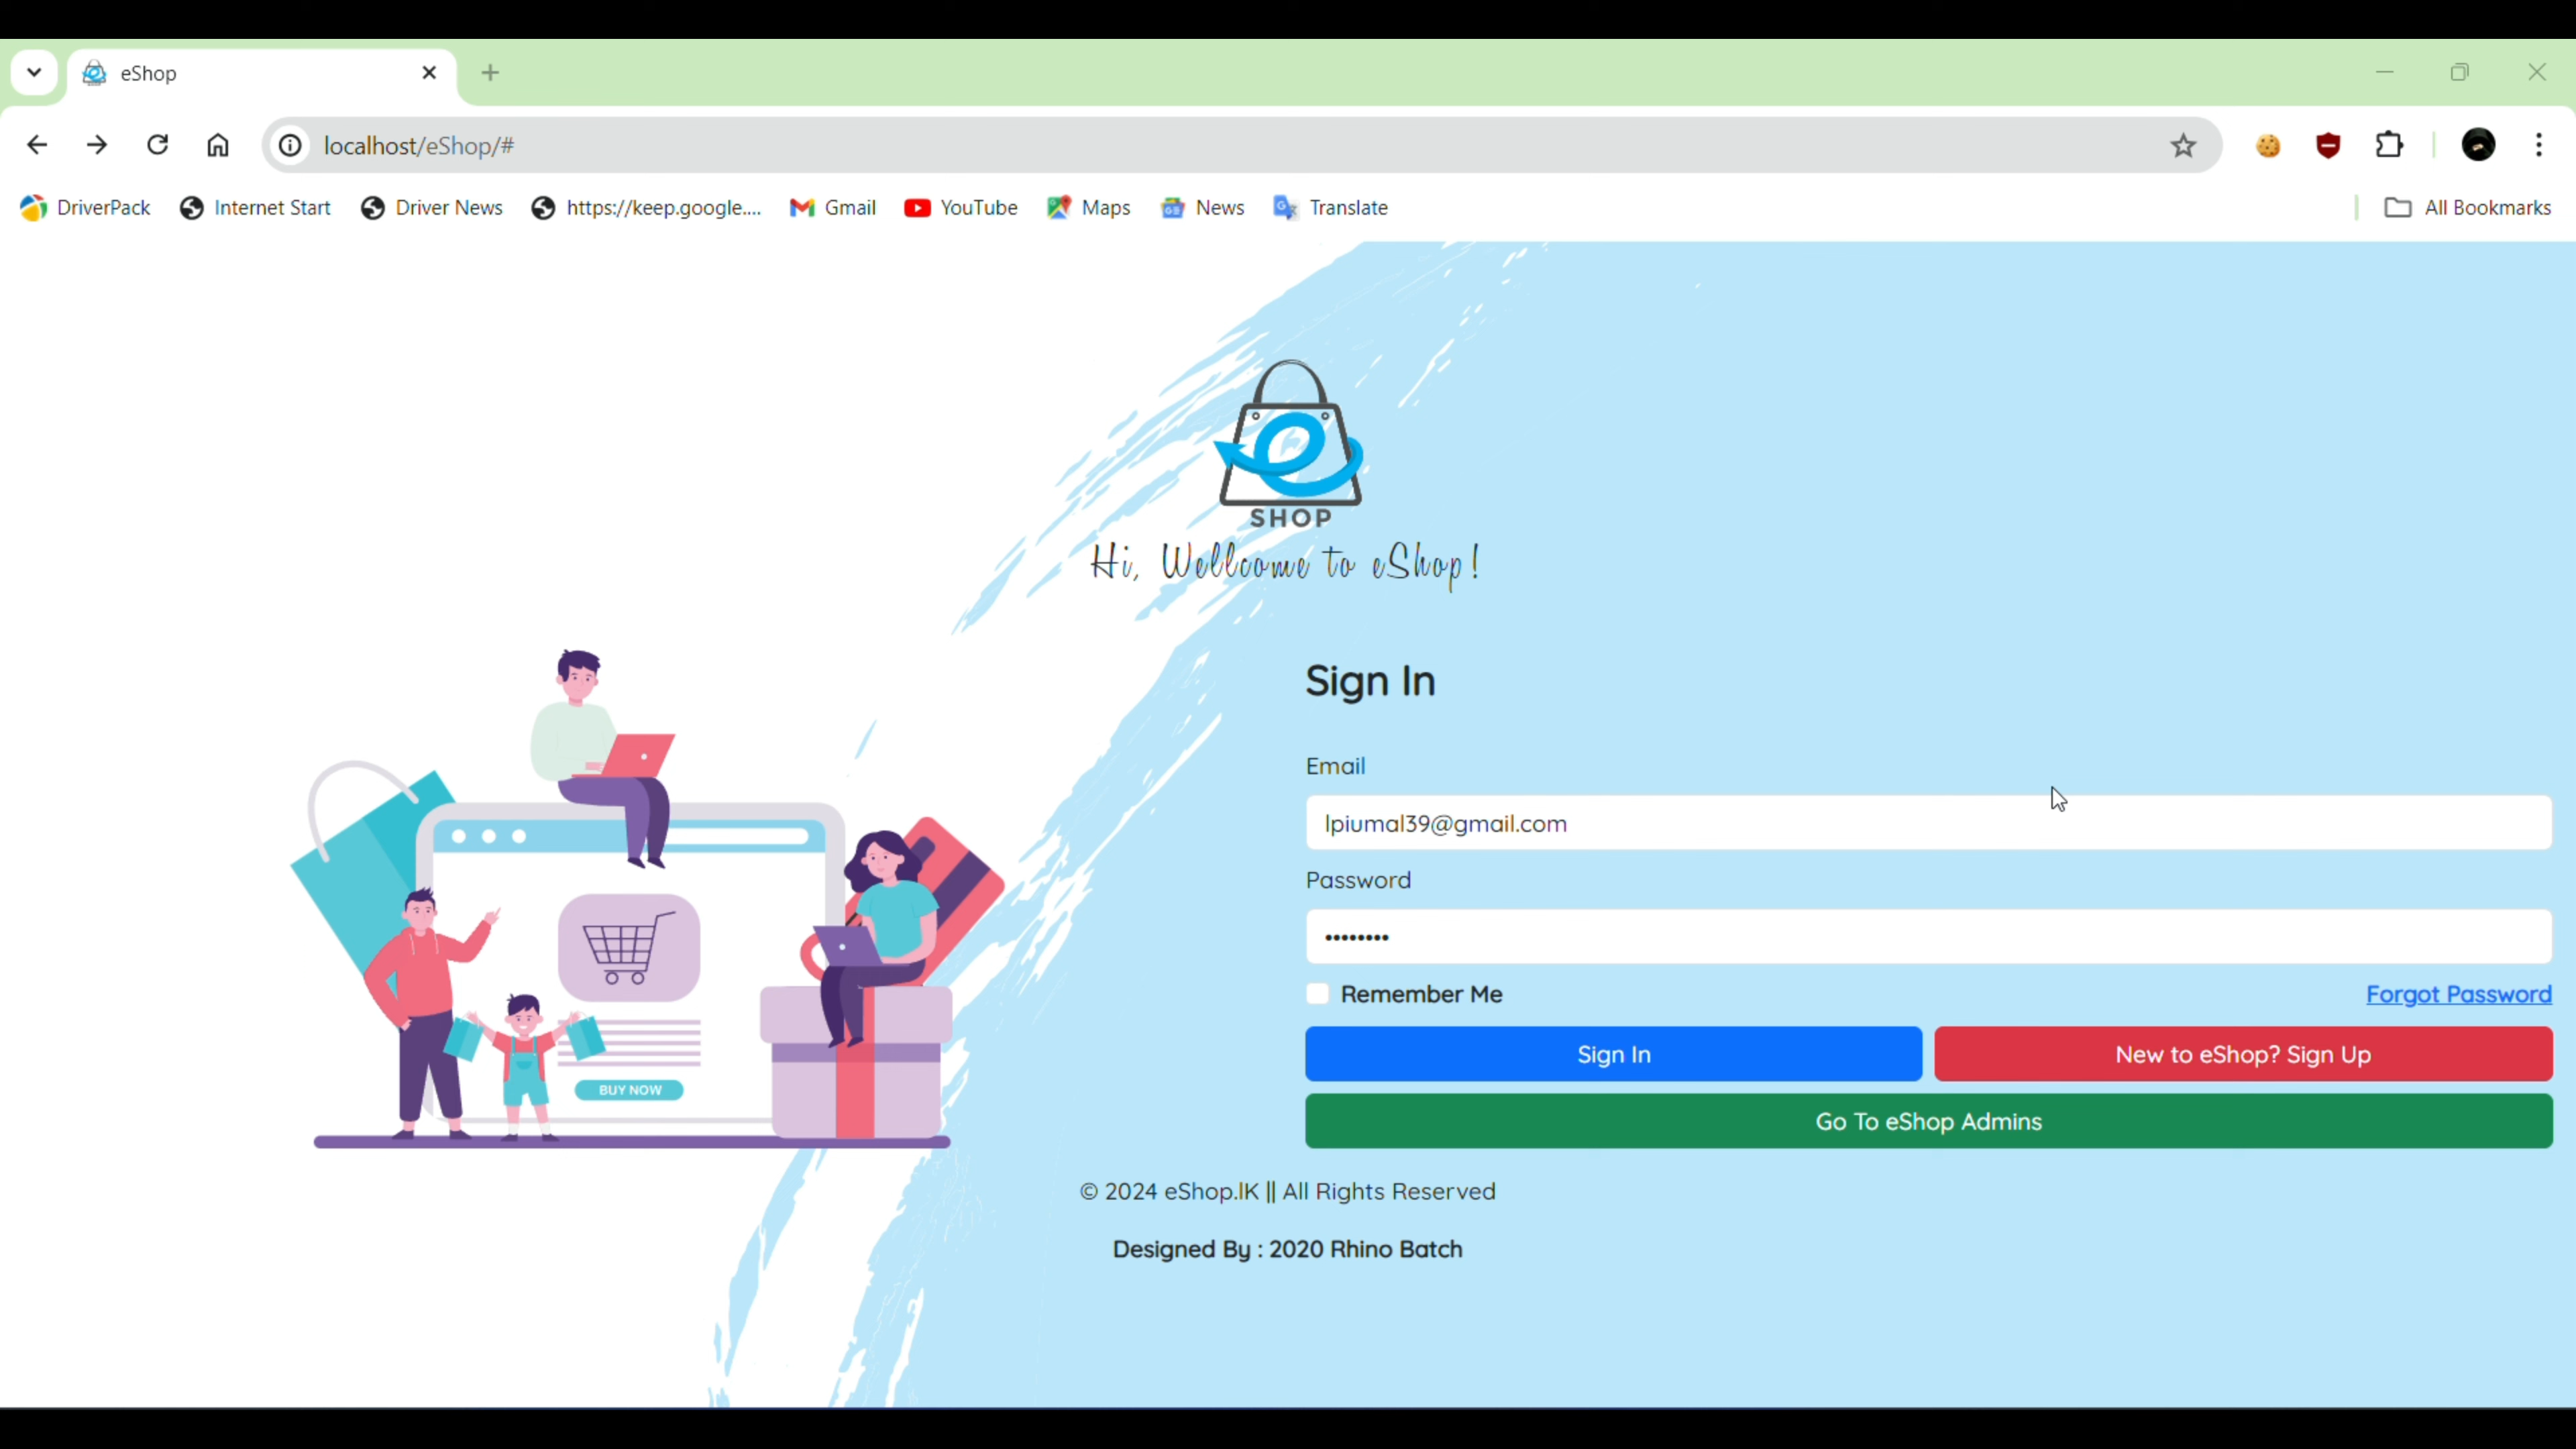 eShop
localhost/eShop/#
DriverPack Internet Start Driver News https://keep.google.... Gmail YouTube Maps News Translate All Bookmarks
SHOP
Hi, Wellcome to eShop!
Sign In
Email
lpiumal39@gmail.com
Password
••••••••
Remember Me Forgot Password
Sign In New to eShop? Sign Up
Go To eShop Admins
BUY NOW
© 2024 eShop.lK || All Rights Reserved
Designed By : 2020 Rhino Batch